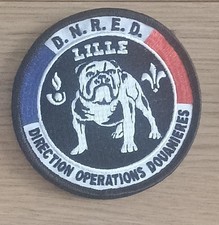 D.N.R.E.D.
LILLE
DIRECTION OPERATIONS DOUANIERES